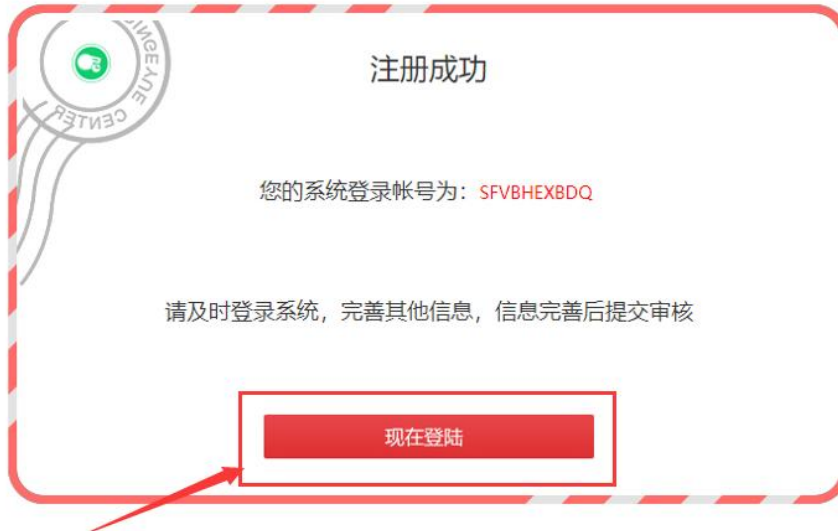 INGEYUE CENTER
注册成功
您的系统登录帐号为：SFVBHEXBDQ
请及时登录系统，完善其他信息，信息完善后提交审核
现在登陆